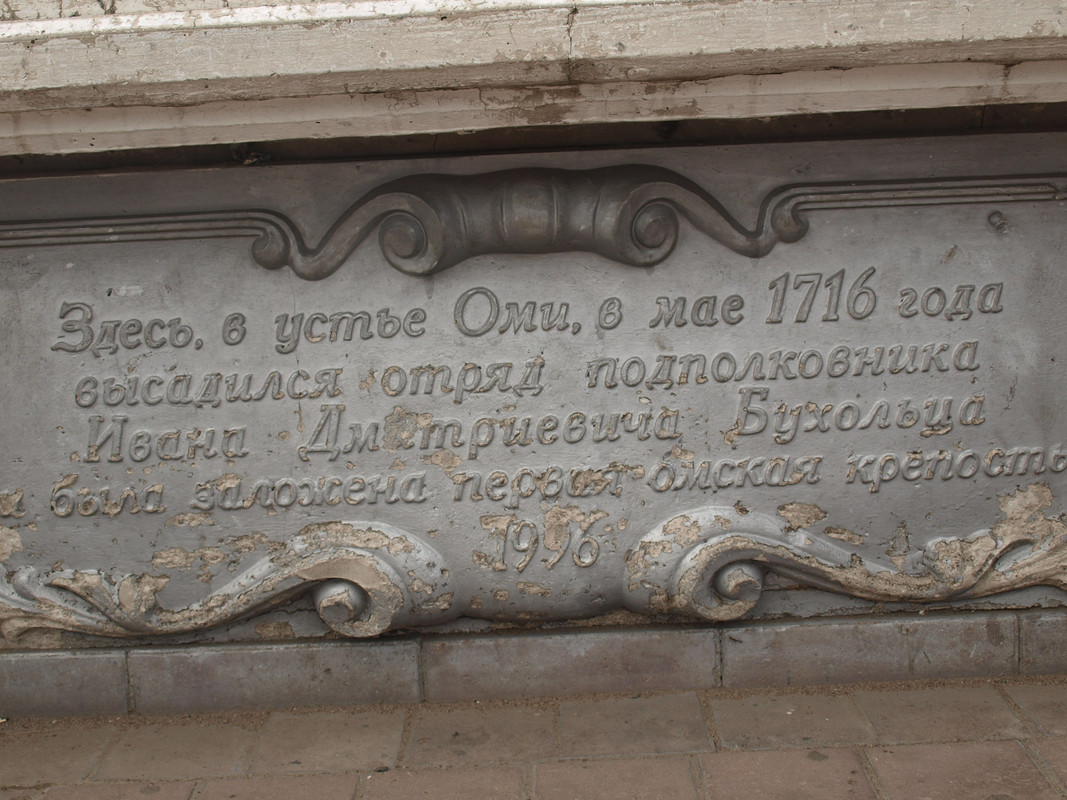 Здесь, в устье Оми, в мае 1716 года
высадился отряд подполковника
Ивана Дмитриевича Бухольца
была заложена первая омская крепость
1996